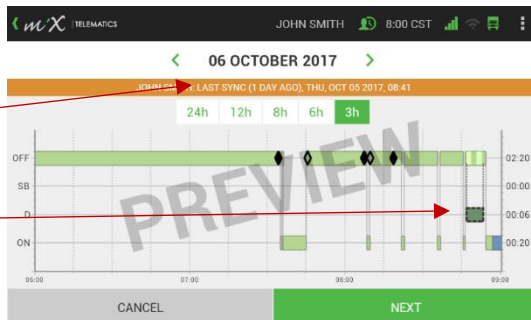 miX TELEMATICS JOHN SMITH 8:00 CST
06 OCTOBER 2017
JOHN SMITH: LAST SYNC (1 DAY AGO), THU, OCT 05 2017, 08:41
24h 12h 8h 6h 3h
OFF 02:20
SB 00:00
D 00:06
ON 00:20
PREVIEW
06:00 07:00 08:00 09:00
CANCEL NEXT